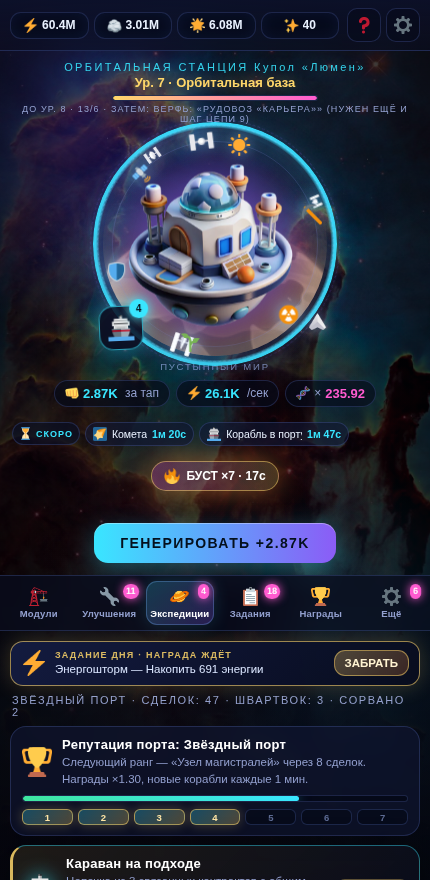 60.4M 3.01M 6.08M 40
ОРБИТАЛЬНАЯ СТАНЦИЯ Купол «Люмен»
Ур. 7 · Орбитальная база
ДО УР. 8 · 13/6 · ЗАТЕМ: ВЕРФЬ: «РУДОВОЗ «КАРЬЕРА»» (НУЖЕН ЕЩЁ И
ШАГ ЦЕПИ 9)
4
ПУСТЫННЫЙ МИР
2.87K за тап 26.1K /сек × 235.92
СКОРО Комета 1м 20с Корабль в порту 1м 47с
БУСТ ×7 · 17с
ГЕНЕРИРОВАТЬ +2.87K
11 4 18 6
Модули Улучшения Экспедиции Задания Награды Ещё
ЗАДАНИЕ ДНЯ · НАГРАДА ЖДЁТ
Энергошторм — Накопить 691 энергии
ЗАБРАТЬ
ЗВЁЗДНЫЙ ПОРТ · СДЕЛОК: 47 · ШВАРТВОК: 3 · СОРВАНО
2
Репутация порта: Звёздный порт
Следующий ранг — «Узел магистралей» через 8 сделок.
Награды ×1.30, новые корабли каждые 1 мин.
1 2 3 4 5 6 7
Караван на подходе